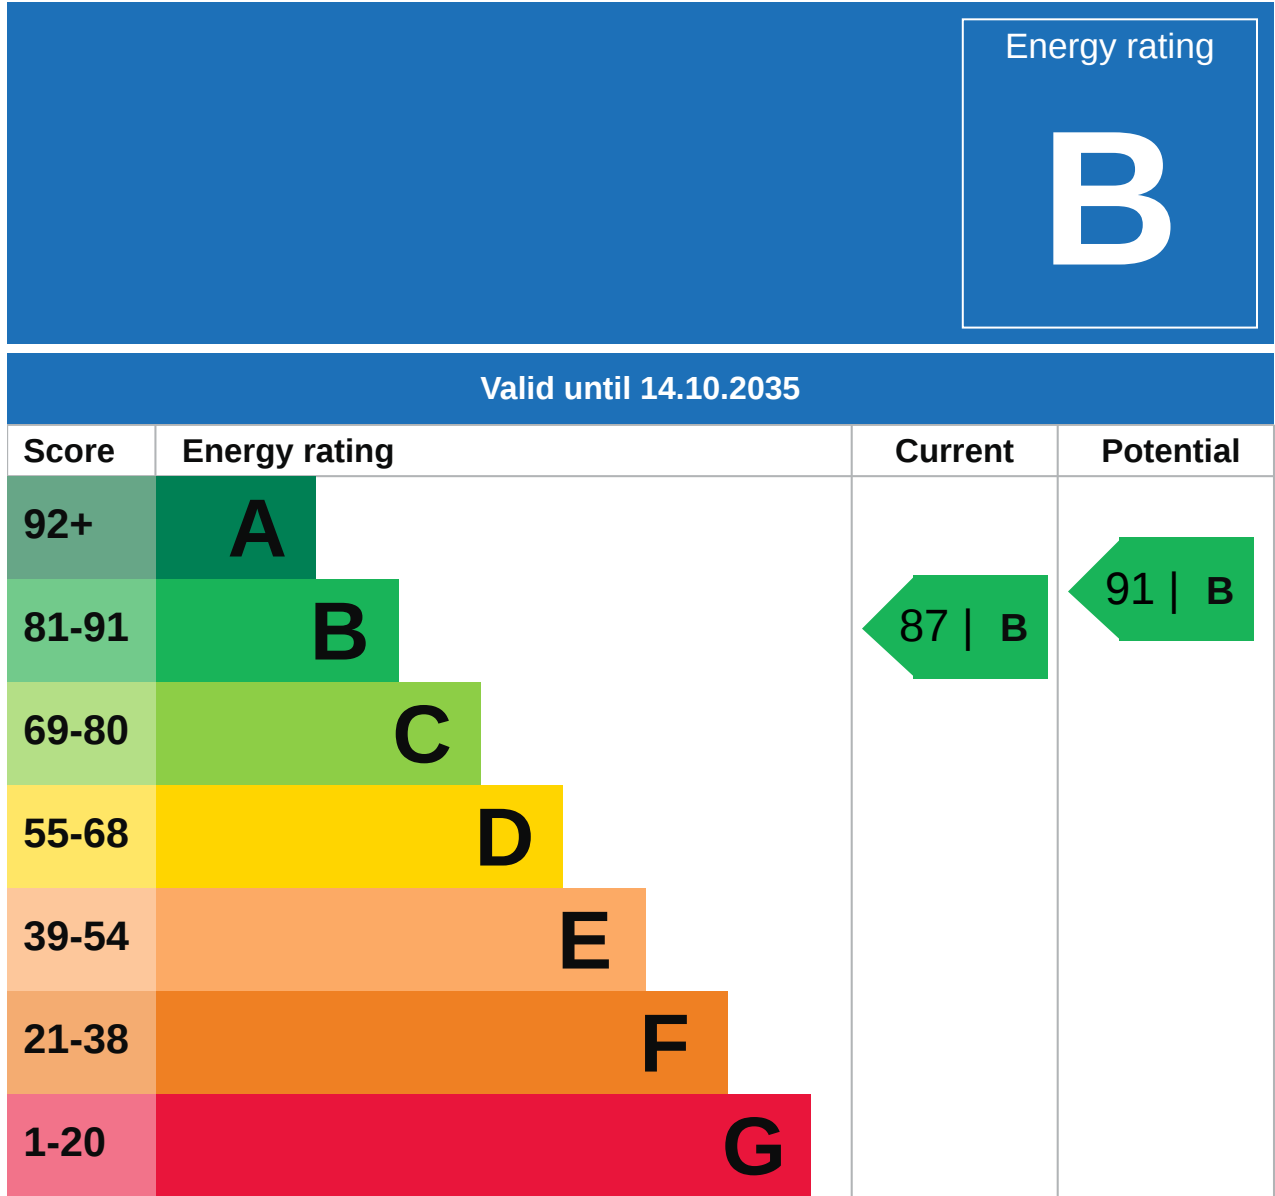 Energy rating
B
Valid until 14.10.2035
Score Energy rating Current Potential
92+ A
81-91 B 87 | B 91 | B
69-80 C
55-68 D
39-54 E
21-38 F
1-20 G